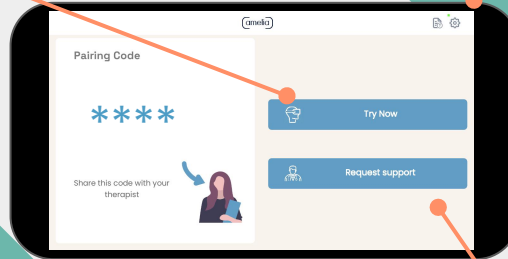 amelia
Pairing Code
****
Share this code with your
therapist
Try Now
Request support